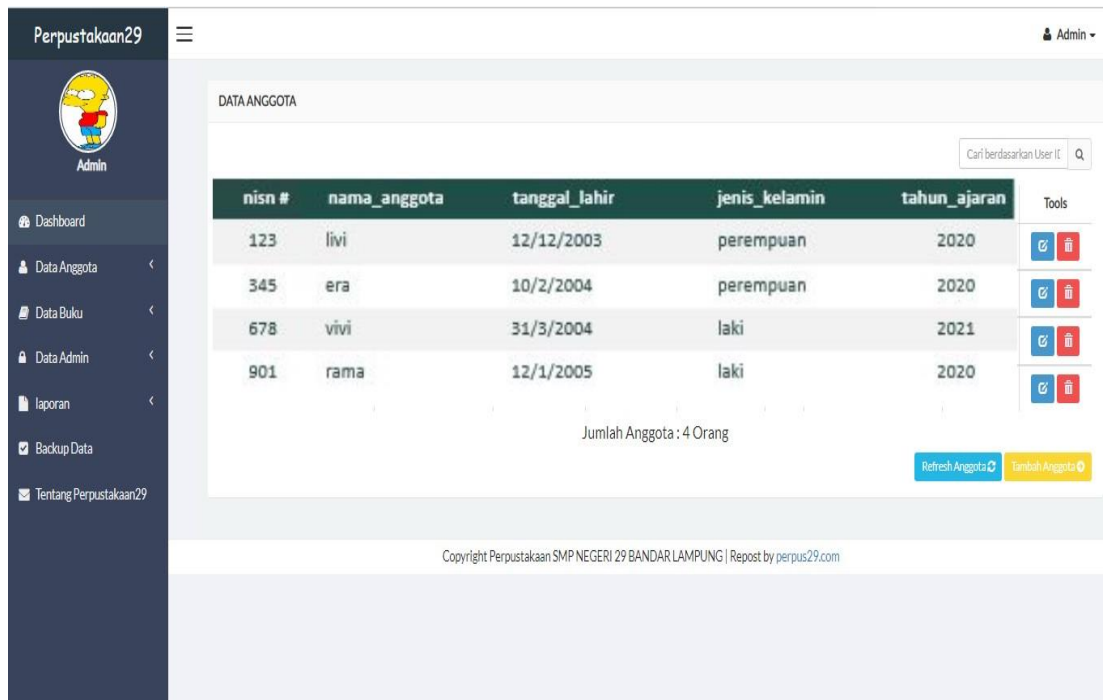 Perpustakaan29
Admin
Admin
Dashboard
Data Anggota
Data Buku
Data Admin
laporan
Backup Data
Tentang Perpustakaan29
DATA ANGGOTA
Cari berdasarkan User ID
nisn # nama_anggota tanggal_lahir jenis_kelamin tahun_ajaran Tools
123 livi 12/12/2003 perempuan 2020
345 era 10/2/2004 perempuan 2020
678 vivi 31/3/2004 laki 2021
901 rama 12/1/2005 laki 2020
Jumlah Anggota : 4 Orang
Refresh Anggota Tambah Anggota
Copyright Perpustakaan SMP NEGERI 29 BANDAR LAMPUNG | Repost by perpus29.com